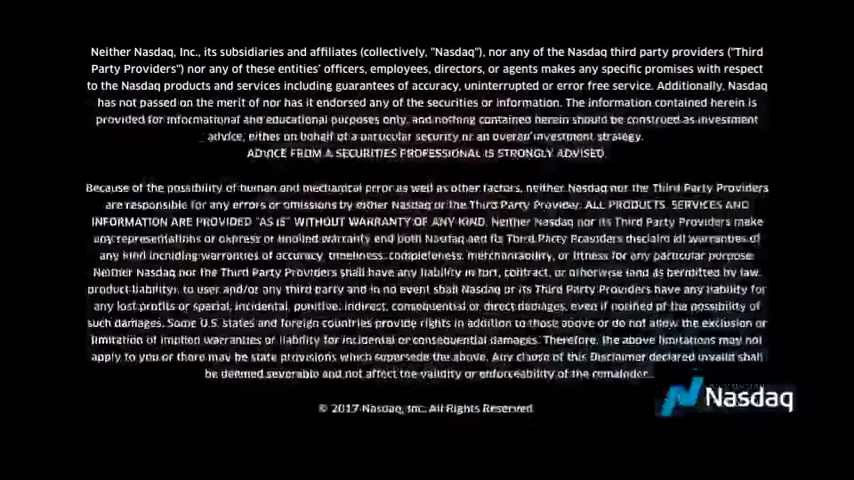 Neither Nasdaq, Inc., its subsidiaries and affiliates (collectively, "Nasdaq"), nor any of the Nasdaq third party providers ("Third
Party Providers") nor any of these entities' officers, employees, directors, or agents makes any specific promises with respect
to the Nasdaq products and services including guarantees of accuracy, uninterrupted or error free service. Additionally, Nasdaq
has not passed on the merit of nor has it endorsed any of the securities or information. The information contained herein is
provided for informational and educational purposes only, and nothing contained herein should be construed as investment
advice, either on behalf of a particular security or an overall investment strategy.
ADVICE FROM A SECURITIES PROFESSIONAL IS STRONGLY ADVISED.
Because of the possibility of human and mechanical error as well as other factors, neither Nasdaq nor the Third Party Providers
are responsible for any errors or omissions by either Nasdaq or the Third Party Provider. ALL PRODUCTS, SERVICES AND
INFORMATION ARE PROVIDED "AS IS" WITHOUT WARRANTY OF ANY KIND. Neither Nasdaq nor its Third Party Providers make
any representations or express or implied warranty and both Nasdaq and its Third Party Providers disclaim all warranties of
any kind including warranties of accuracy, timeliness, completeness, merchantability, or fitness for any particular purpose.
Neither Nasdaq nor the Third Party Providers shall have any liability in tort, contract, or otherwise (and as permitted by law,
product liability), to user and/or any third party and in no event shall Nasdaq or its Third Party Providers have any liability for
any lost profits or special, incidental, punitive, indirect, consequential or direct damages, even if notified of the possibility of
such damages. Some U.S. states and foreign countries provide rights in addition to those above or do not allow the exclusion or
limitation of implied warranties or liability for incidental or consequential damages. Therefore, the above limitations may not
apply to you or there may be state provisions which supersede the above. Any clause of this Disclaimer declared invalid shall
be deemed severable and not affect the validity or enforceability of the remainder.
© 2017 Nasdaq, Inc. All Rights Reserved.
Nasdaq